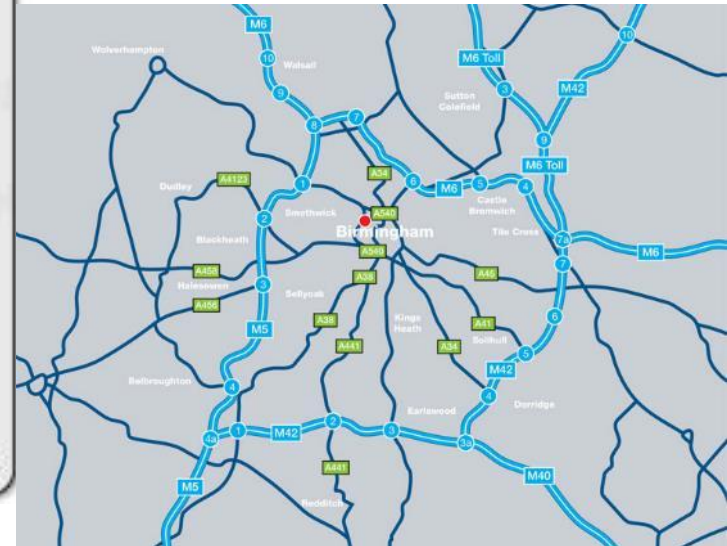 M6
10
Wolverhampton
Walsall
M6 Toll
Sutton
Coldfield
3
M42
9
8
7
9
M6 Toll
A34
6
M6
5
4
1
A4123
Dudley
Castle
Bromwich
2
Smethwick
A540
Birmingham
Tile Cross
Blackheath
7a
M6
A540
7
A458
A38
A45
Halesowen
3
Sellyoak
A456
A38
Kings
Heath
6
A41
Solihull
M5
A441
A34
5
M42
Belbroughton
4
4
Dorridge
Earlswood
2
4a
1
M42
3
3a
A441
M40
M5
Redditch
10